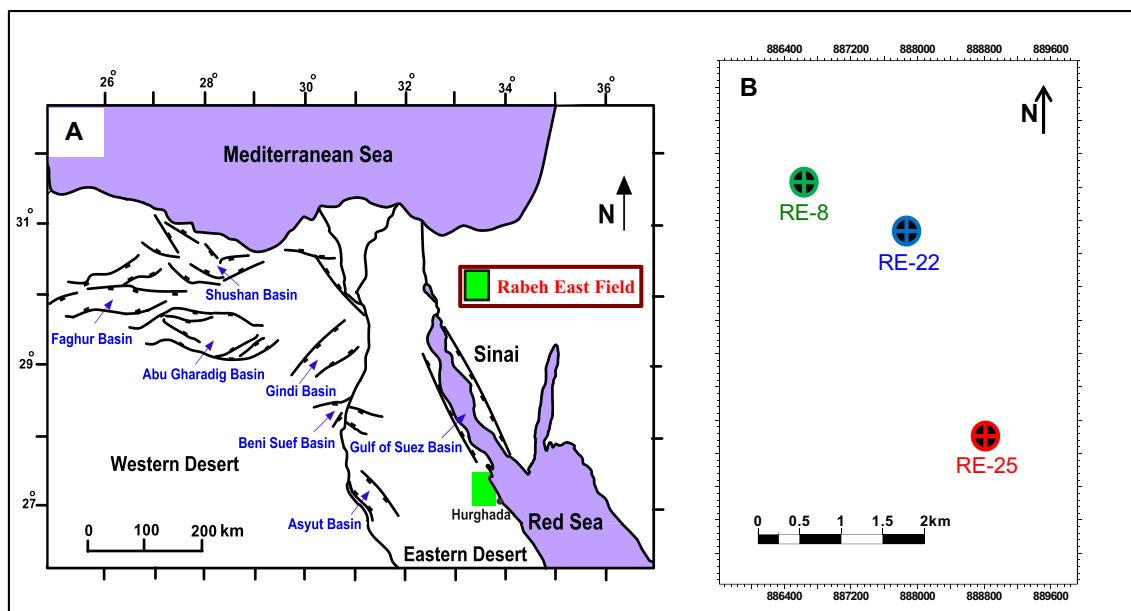 26° 28° 30° 32° 34° 36°
A
Mediterranean Sea
N
31°
Shushan Basin
Rabeh East Field
Faghur Basin
Sinai
29°
Abu Gharadig Basin
Gindi Basin
Beni Suef Basin
Gulf of Suez Basin
Western Desert
27°
Asyut Basin
Hurghada
Red Sea
0 100 200 km
Eastern Desert
886400 887200 888000 888800 889600
B
N
RE-8
RE-22
RE-25
0 0.5 1 1.5 2km
886400 887200 888000 888800 889600